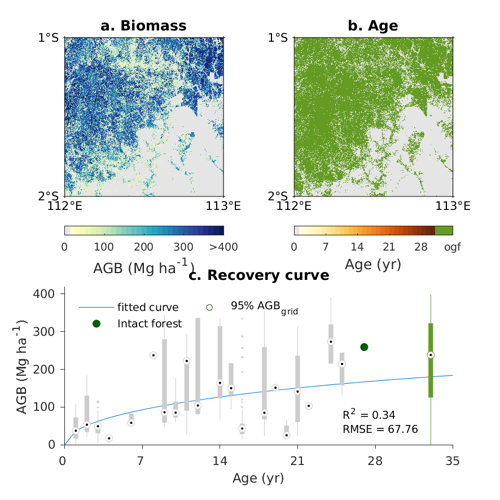 a. Biomass
b. Age
1°S
1°S
2°S
2°S
112°E
113°E
112°E
113°E
0 100 200 300 >400
0 7 14 21 28 ogf
AGB (Mg ha⁻¹)
Age (yr)
c. Recovery curve
400
300
200
100
0
AGB (Mg ha⁻¹)
fitted curve
95% AGB_grid
Intact forest
R² = 0.34
RMSE = 67.76
0 7 14 21 28 35
Age (yr)